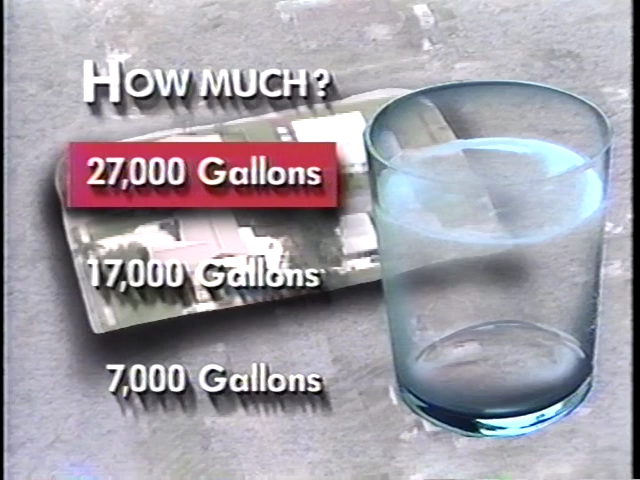 HOW MUCH?
27,000 Gallons
17,000 Gallons
7,000 Gallons